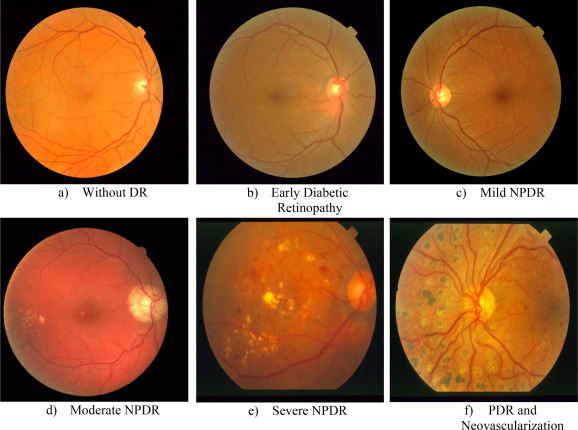 a) Without DR
b) Early Diabetic
Retinopathy
c) Mild NPDR
d) Moderate NPDR
e) Severe NPDR
f) PDR and
Neovascularization